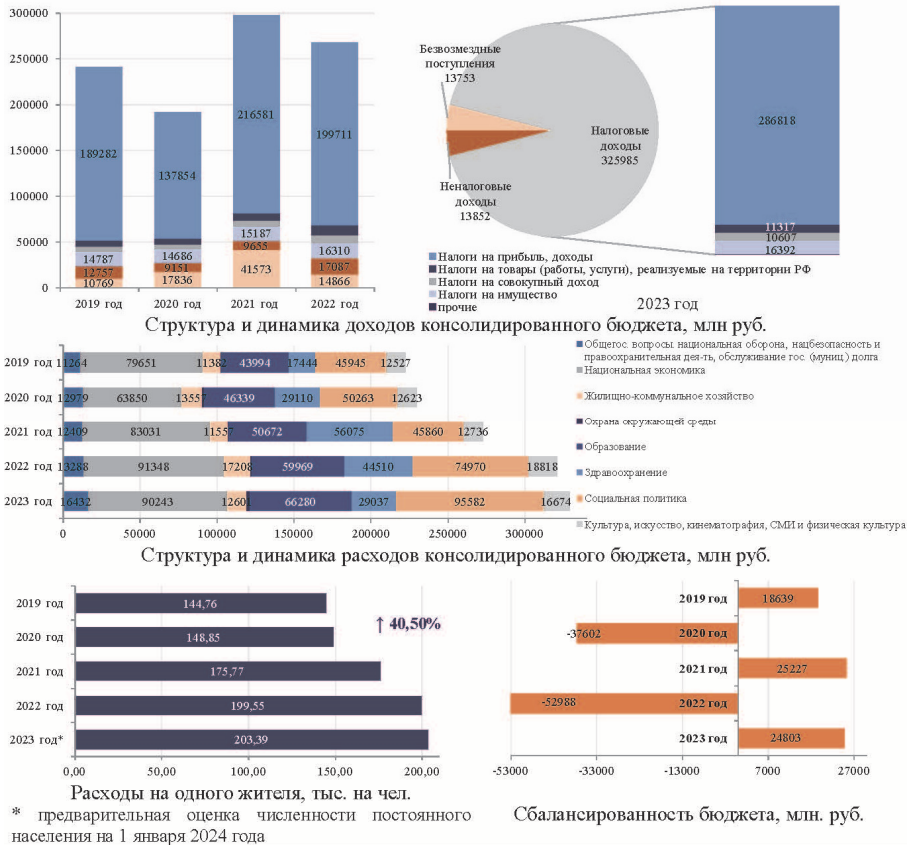 300000
250000
200000
150000
100000
50000
0
189282
14787
12757
10769
2019 год
137854
14686
9151
17836
2020 год
216581
15187
9655
41573
2021 год
199711
16310
17087
14866
2022 год
Безвозмездные
поступления
13753
Налоговые
доходы
325985
Неналоговые
доходы
13852
286818
11317
10607
16392
Налоги на прибыль, доходы
Налоги на товары (работы, услуги), реализуемые на территории РФ
Налоги на совокупный доход
Налоги на имущество
прочие
2023 год
Структура и динамика доходов консолидированного бюджета, млн руб.
2019 год 11264 79651 11382 43994 17444 45945 12527
2020 год 12979 63850 13557 46339 29110 50263 12623
2021 год 12409 83031 11557 50672 56075 45860 12736
2022 год 13288 91348 17208 59969 44510 74970 18818
2023 год 16432 90243 12601 66280 29037 95582 16674
0 50000 100000 150000 200000 250000 300000
Общегос. вопросы. национальная оборона, нацбезопасность и
правоохранительная дея-ть, обслуживание гос. (муниц.) долга
Национальная экономика
Жилищно-коммунальное хозяйство
Охрана окружающей среды
Образование
Здравоохранение
Социальная политика
Культура, искусство, кинематография, СМИ и физическая культура
Структура и динамика расходов консолидированного бюджета, млн руб.
2019 год 144,76
2020 год 148,85
2021 год 175,77
2022 год 199,55
2023 год* 203,39
↑ 40,50%
0,00 50,00 100,00 150,00 200,00
Расходы на одного жителя, тыс. на чел.
* предварительная оценка численности постоянного
населения на 1 января 2024 года
2019 год 18639
-37602 2020 год
2021 год 25227
-52988 2022 год
2023 год 24803
-53000 -33000 -13000 7000 27000
Сбалансированность бюджета, млн. руб.